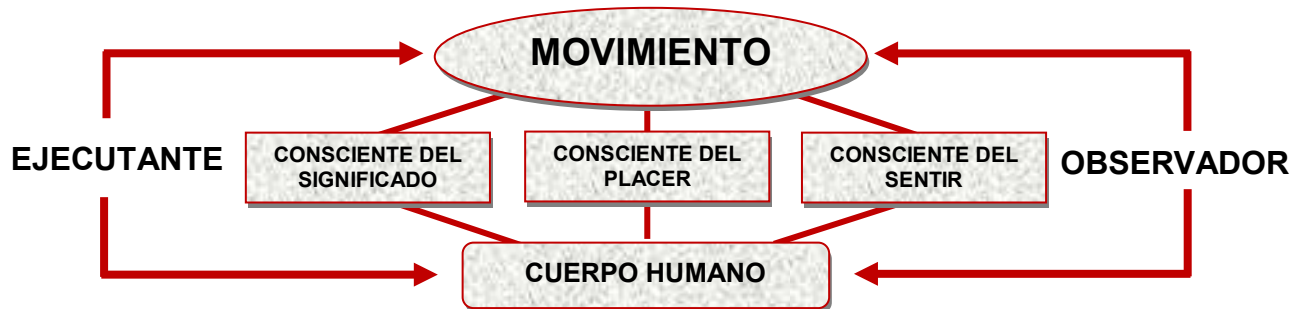 MOVIMIENTO
EJECUTANTE
CONSCIENTE DEL
SIGNIFICADO
CONSCIENTE DEL
PLACER
CONSCIENTE DEL
SENTIR
OBSERVADOR
CUERPO HUMANO